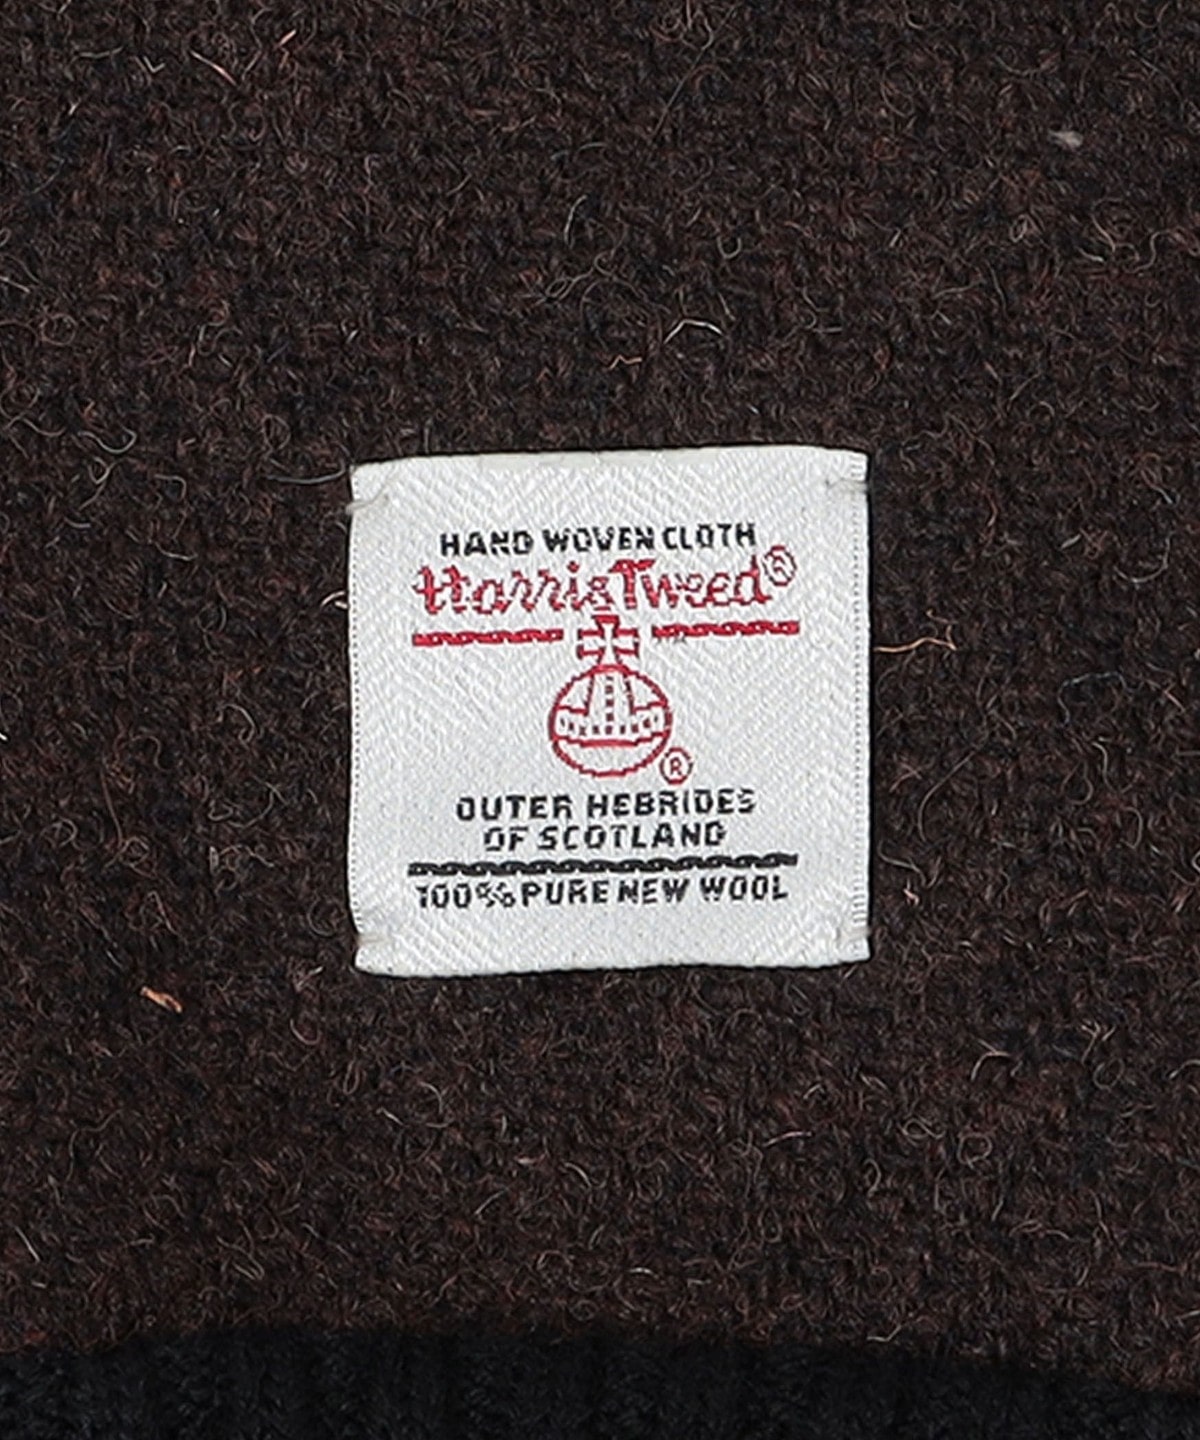 HAND WOVEN CLOTH
Harris Tweed®
®
OUTER HEBRIDES
OF SCOTLAND
100% PURE NEW WOOL